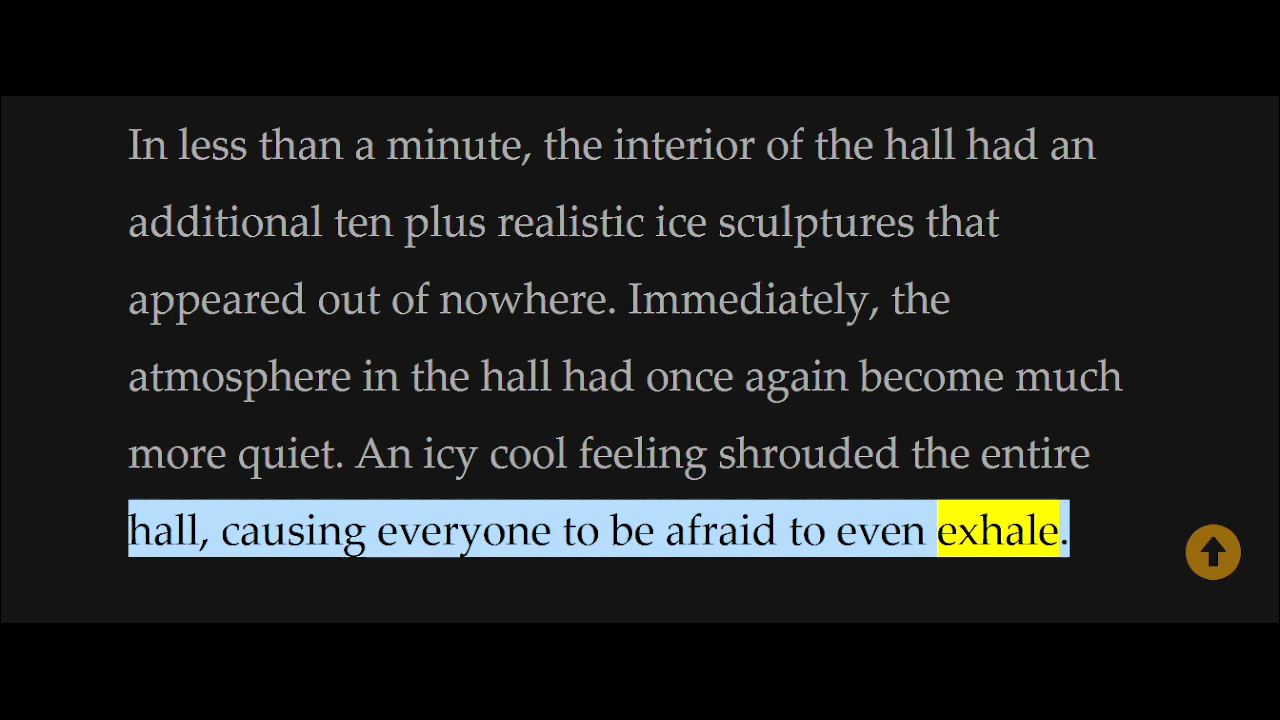 In less than a minute, the interior of the hall had an
additional ten plus realistic ice sculptures that
appeared out of nowhere. Immediately, the
atmosphere in the hall had once again become much
more quiet. An icy cool feeling shrouded the entire
hall, causing everyone to be afraid to even exhale.